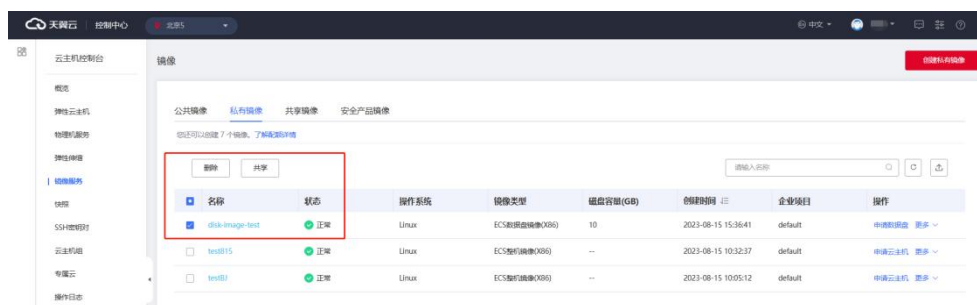 天翼云 控制中心 北京5 中文
云主机控制台
概览
弹性云主机
物理机服务
弹性伸缩
镜像服务
快照
SSH密钥对
云主机组
专属云
操作日志
镜像 创建私有镜像
公共镜像 私有镜像 共享镜像 安全产品镜像
您还可以创建 7 个镜像。了解配额详情
删除 共享 请输入名称
名称 状态 操作系统 镜像类型 磁盘容量(GB) 创建时间 企业项目 操作
disk-image-test 正常 Linux ECS数据盘镜像(X86) 10 2023-08-15 15:36:41 default 申请数据盘 更多
test815 正常 Linux ECS整机镜像(X86) -- 2023-08-15 10:32:37 default 申请云主机 更多
正常 Linux ECS整机镜像(X86) -- 2023-08-15 10:05:12 default 申请云主机 更多